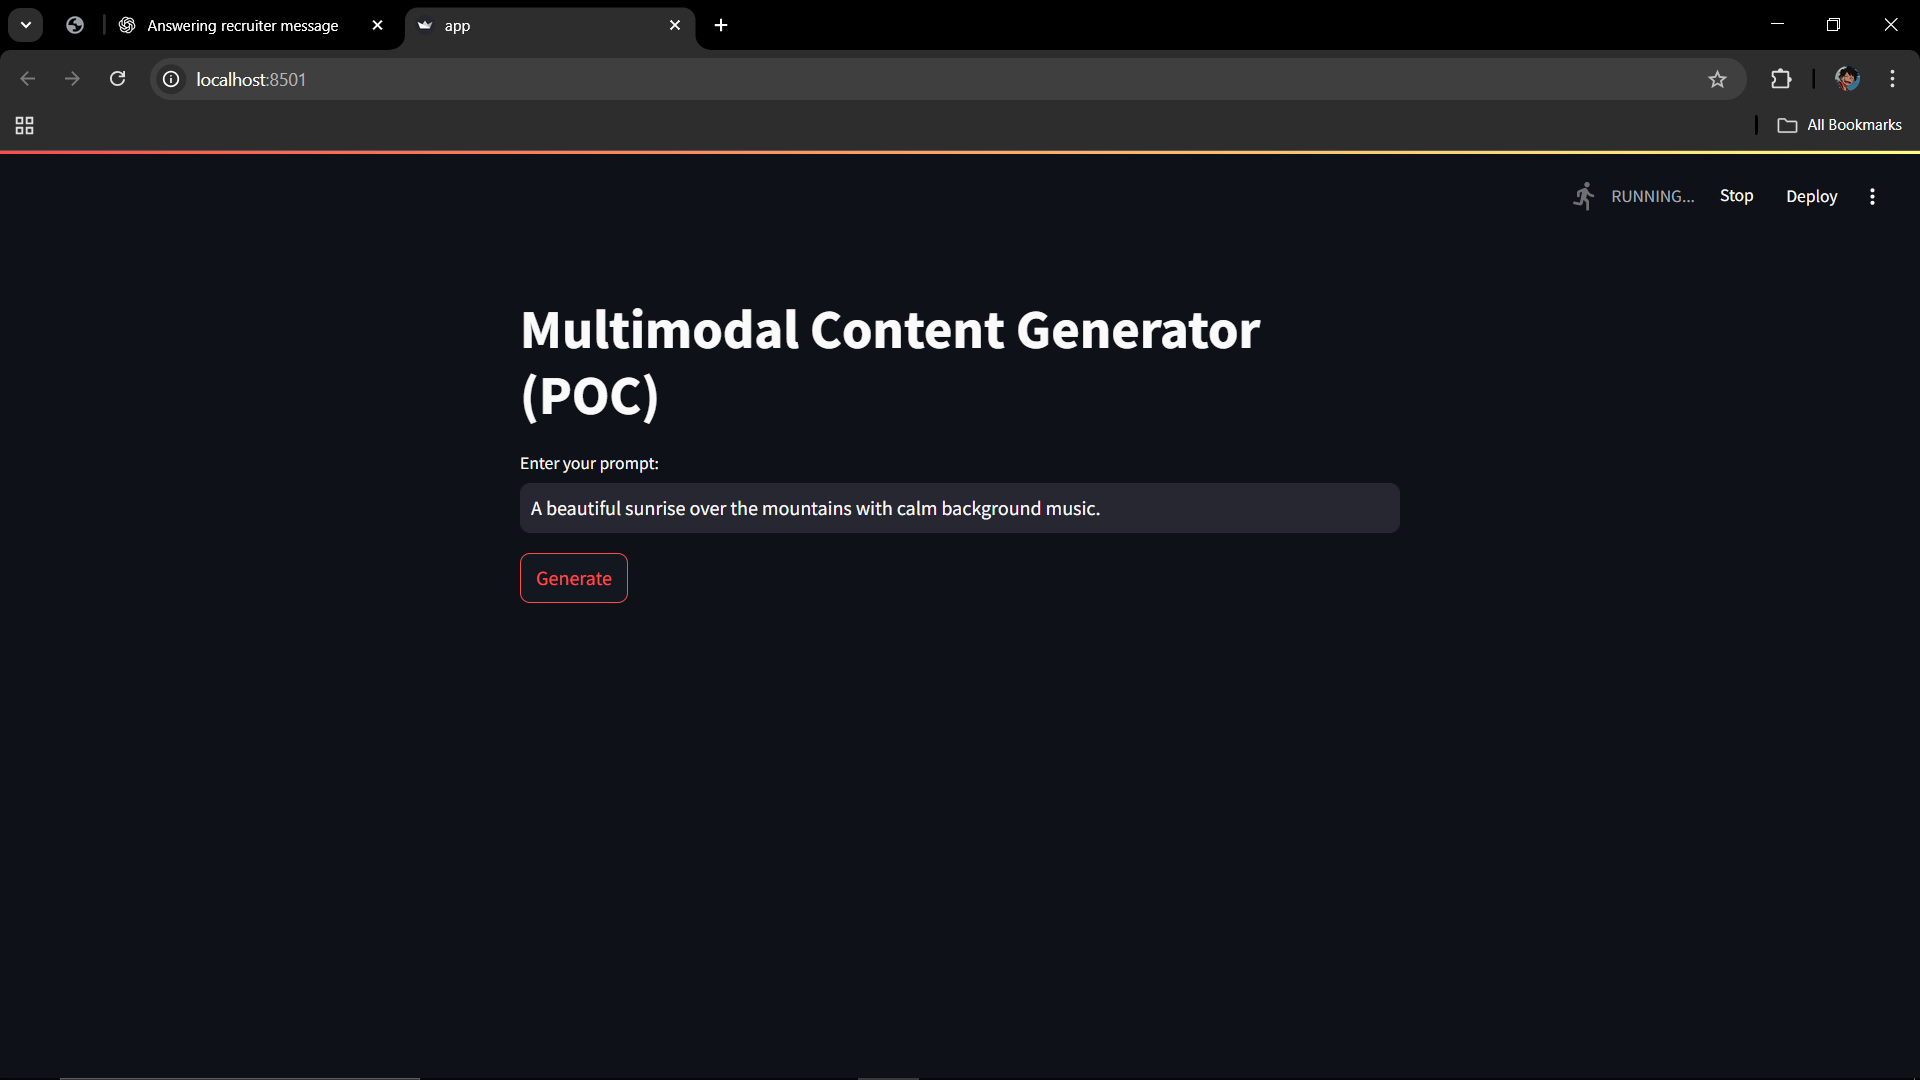 Answering recruiter message
app
localhost:8501
All Bookmarks
RUNNING...
Stop
Deploy
Multimodal Content Generator
(POC)
Enter your prompt:
A beautiful sunrise over the mountains with calm background music.
Generate